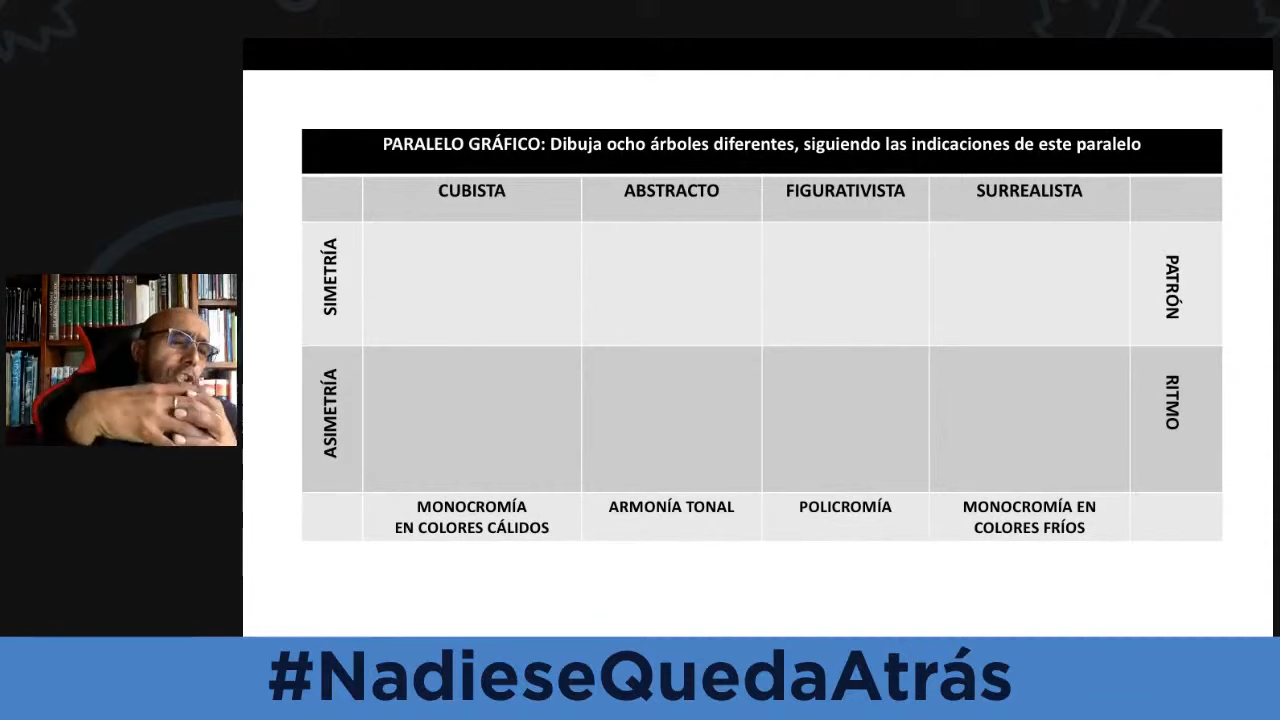 PARALELO GRÁFICO: Dibuja ocho árboles diferentes, siguiendo las indicaciones de este paralelo
CUBISTA ABSTRACTO FIGURATIVISTA SURREALISTA
SIMETRÍA PATRÓN
ASIMETRÍA RITMO
MONOCROMÍA ARMONÍA TONAL POLICROMÍA MONOCROMÍA EN
EN COLORES CÁLIDOS COLORES FRÍOS
#NadieseQuedaAtrás